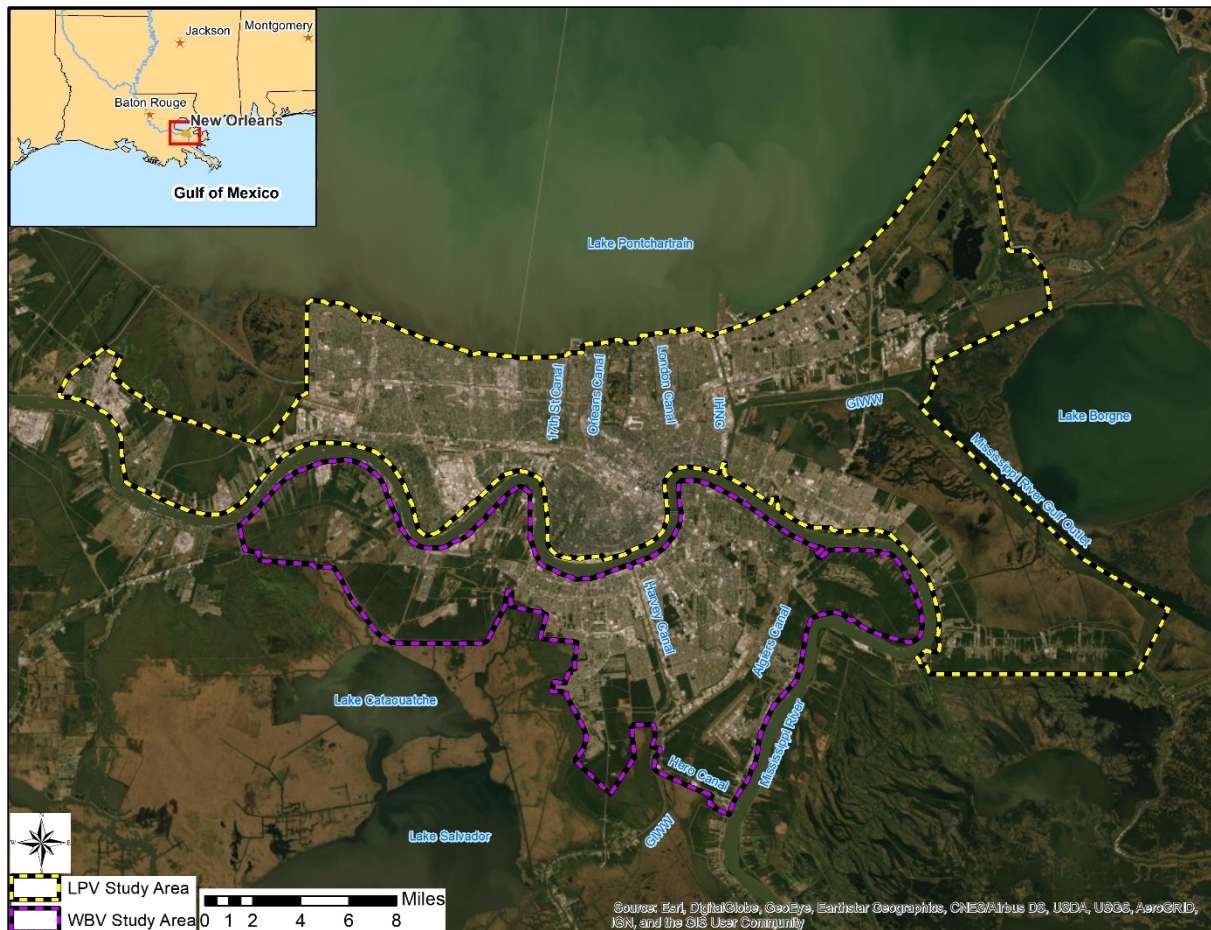 Jackson
Montgomery
Baton Rouge
New Orleans
Gulf of Mexico
Lake Pontchartrain
17th St Canal
Orleans Canal
London Canal
IHNC
GIWW
Lake Borgne
Mississippi River Gulf Outlet
Harvey Canal
Algiers Canal
Mississippi River
Lake Cataouatche
Hero Canal
Lake Salvador
GIWW
N
W
E
S
LPV Study Area
WBV Study Area
Miles
0 1 2 4 6 8
Source: Esri, DigitalGlobe, GeoEye, Earthstar Geographics, CNES/Airbus DS, USDA, USGS, AeroGRID,
IGN, and the GIS User Community